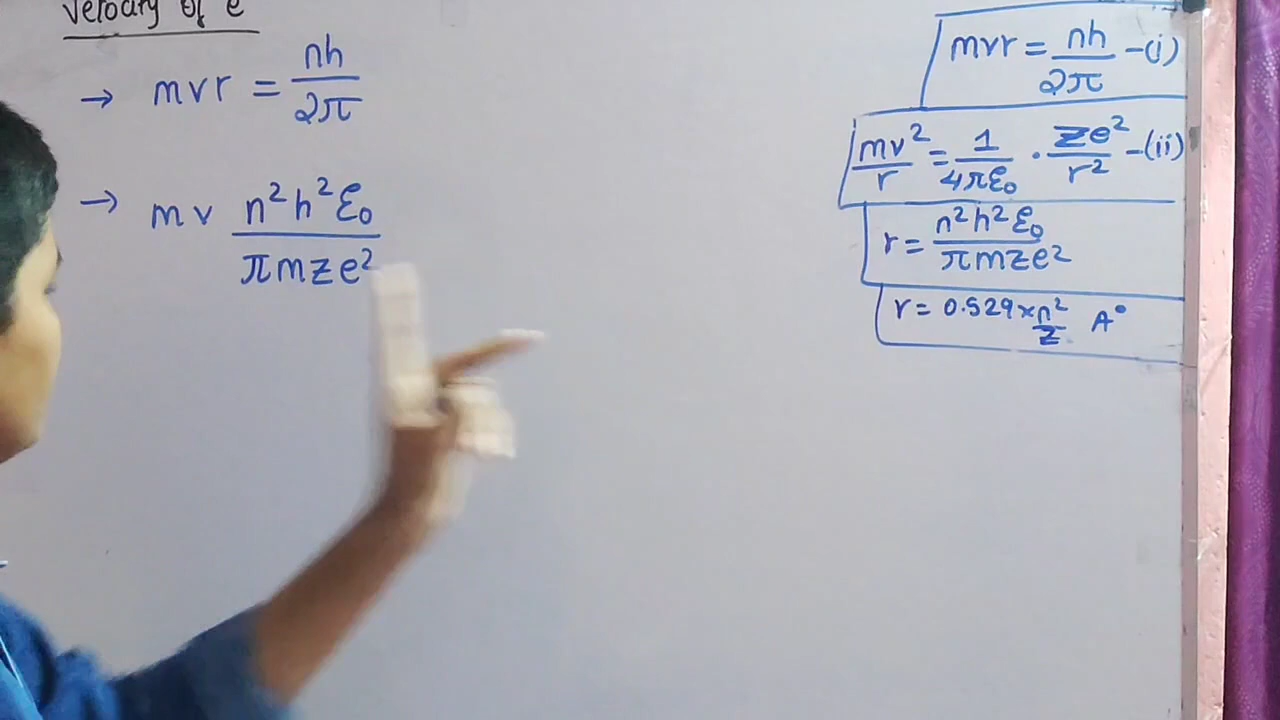 Velocity of e
→ mvr = nh/2π
→ mv n²h²ε₀/πmze²
mvr = nh/2π -(i)
mv²/r = 1/4πε₀ · ze²/r² -(ii)
r = n²h²ε₀/πmze²
r = 0.529 × n²/z A°